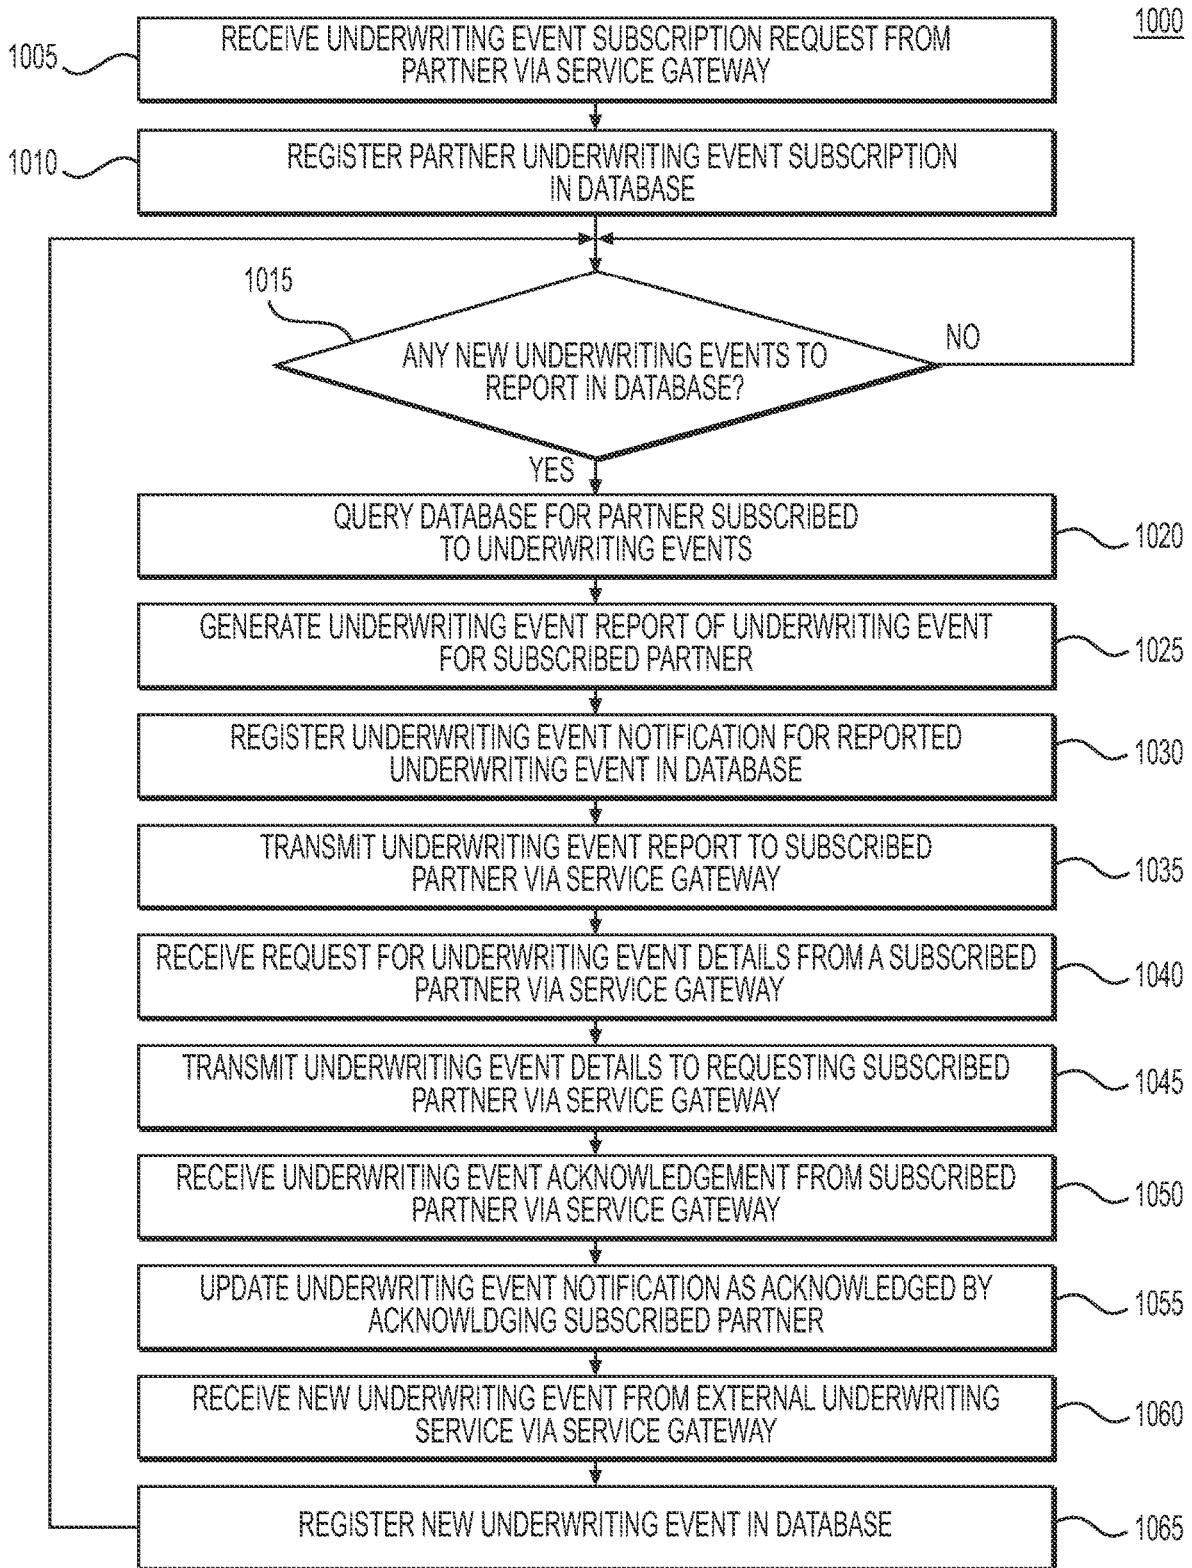 1000
RECEIVE UNDERWRITING EVENT SUBSCRIPTION REQUEST FROM
PARTNER VIA SERVICE GATEWAY
1005
REGISTER PARTNER UNDERWRITING EVENT SUBSCRIPTION
IN DATABASE
1010
1015
ANY NEW UNDERWRITING EVENTS TO
REPORT IN DATABASE?
NO
YES
QUERY DATABASE FOR PARTNER SUBSCRIBED
TO UNDERWRITING EVENTS
1020
GENERATE UNDERWRITING EVENT REPORT OF UNDERWRITING EVENT
FOR SUBSCRIBED PARTNER
1025
REGISTER UNDERWRITING EVENT NOTIFICATION FOR REPORTED
UNDERWRITING EVENT IN DATABASE
1030
TRANSMIT UNDERWRITING EVENT REPORT TO SUBSCRIBED
PARTNER VIA SERVICE GATEWAY
1035
RECEIVE REQUEST FOR UNDERWRITING EVENT DETAILS FROM A SUBSCRIBED
PARTNER VIA SERVICE GATEWAY
1040
TRANSMIT UNDERWRITING EVENT DETAILS TO REQUESTING SUBSCRIBED
PARTNER VIA SERVICE GATEWAY
1045
RECEIVE UNDERWRITING EVENT ACKNOWLEDGEMENT FROM SUBSCRIBED
PARTNER VIA SERVICE GATEWAY
1050
UPDATE UNDERWRITING EVENT NOTIFICATION AS ACKNOWLEDGED BY
ACKNOWLDGING SUBSCRIBED PARTNER
1055
RECEIVE NEW UNDERWRITING EVENT FROM EXTERNAL UNDERWRITING
SERVICE VIA SERVICE GATEWAY
1060
REGISTER NEW UNDERWRITING EVENT IN DATABASE
1065